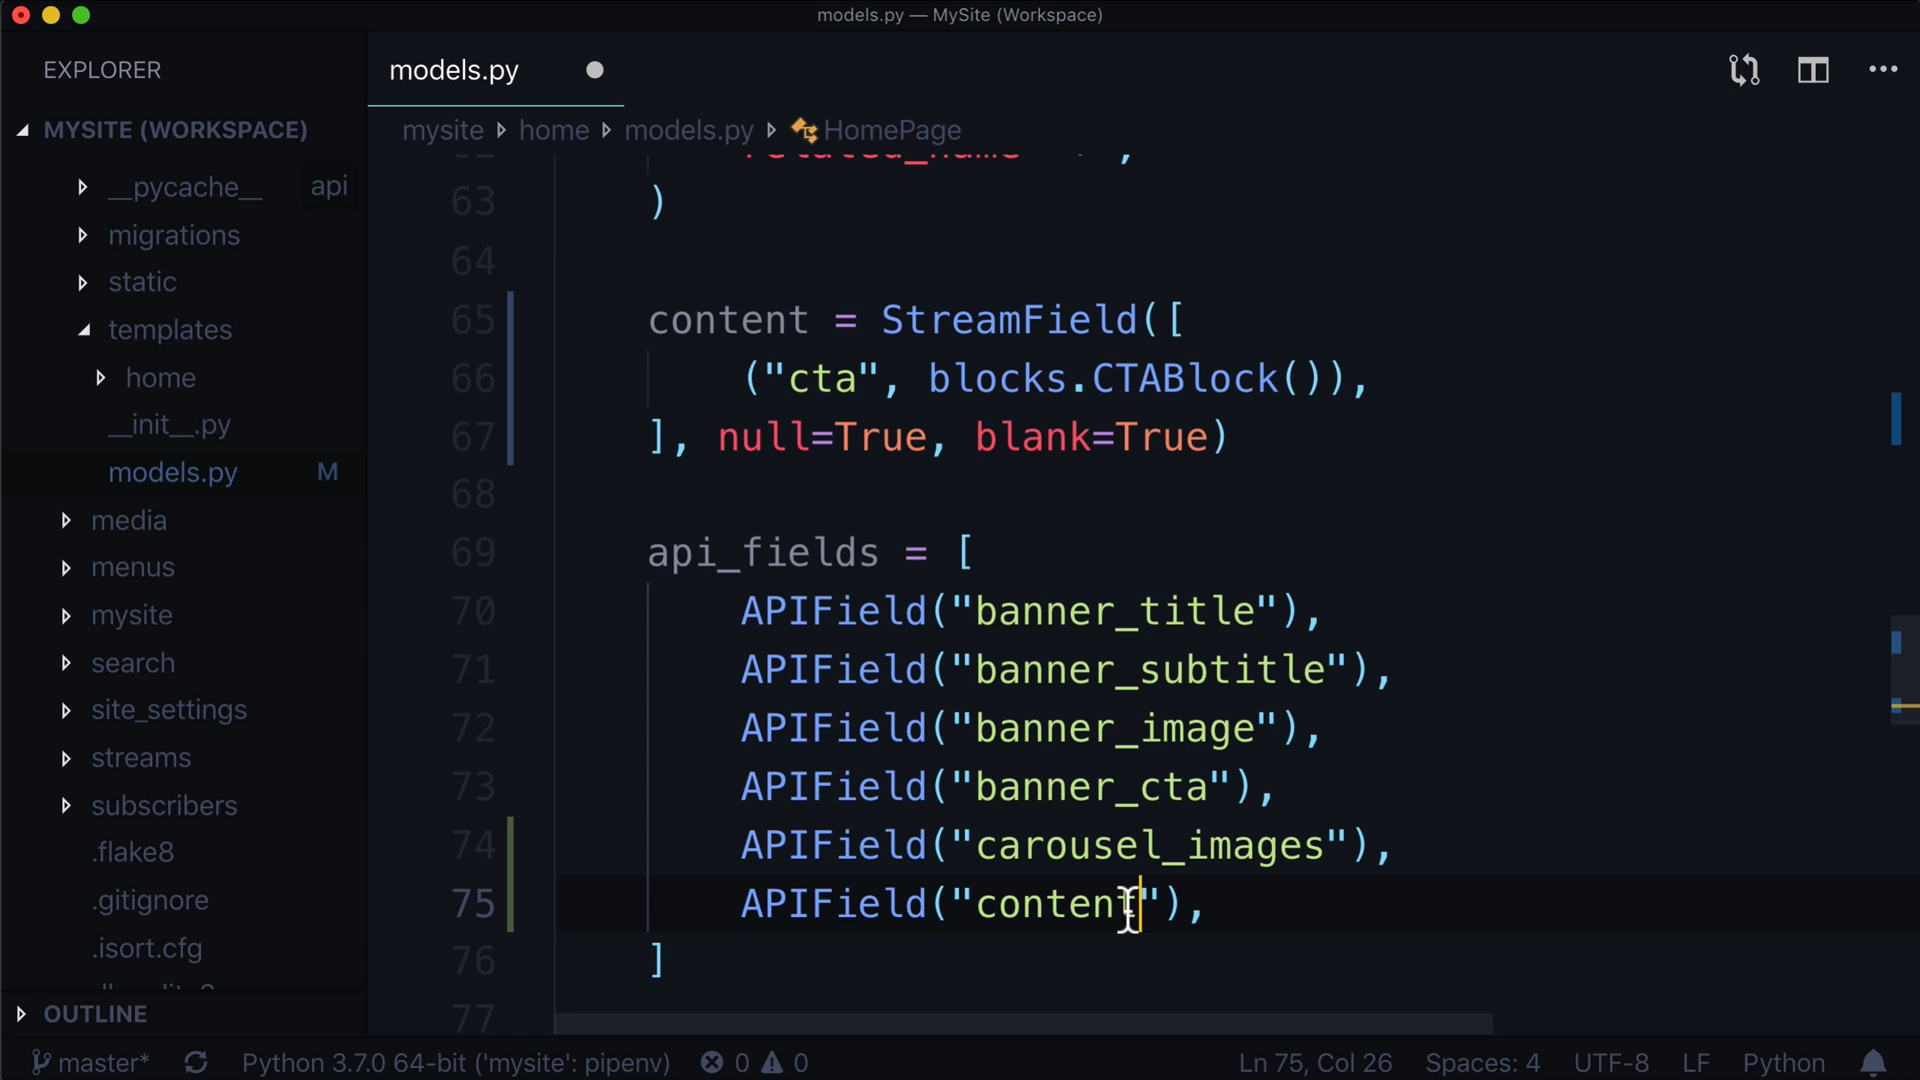 models.py — MySite (Workspace)
EXPLORER
models.py
MYSITE (WORKSPACE)
mysite home models.py HomePage
__pycache__
api
migrations
static
templates
home
__init__.py
models.py M
media
menus
mysite
search
site_settings
streams
subscribers
.flake8
.gitignore
.isort.cfg
OUTLINE
63 )
64
65 content = StreamField([
66 ("cta", blocks.CTABlock()),
67 ], null=True, blank=True)
68
69 api_fields = [
70 APIField("banner_title"),
71 APIField("banner_subtitle"),
72 APIField("banner_image"),
73 APIField("banner_cta"),
74 APIField("carousel_images"),
75 APIField("content"),
76 ]
77
master* Python 3.7.0 64-bit ('mysite': pipenv) 0 0 Ln 75, Col 26 Spaces: 4 UTF-8 LF Python